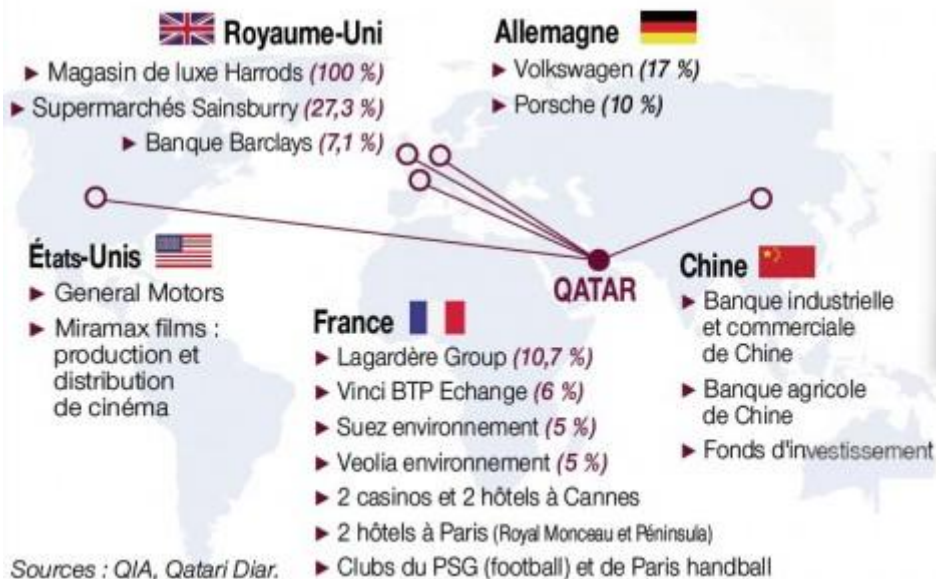 Royaume-Uni
► Magasin de luxe Harrods (100 %)
► Supermarchés Sainsburry (27,3 %)
► Banque Barclays (7,1 %)
Allemagne
► Volkswagen (17 %)
► Porsche (10 %)
États-Unis
► General Motors
► Miramax films :
production et
distribution
de cinéma
QATAR
France
► Lagardère Group (10,7 %)
► Vinci BTP Echange (6 %)
► Suez environnement (5 %)
► Veolia environnement (5 %)
► 2 casinos et 2 hôtels à Cannes
► 2 hôtels à Paris (Royal Monceau et Péninsula)
► Clubs du PSG (football) et de Paris handball
Chine
► Banque industrielle
et commerciale
de Chine
► Banque agricole
de Chine
► Fonds d'investissement
Sources : QIA, Qatari Diar.